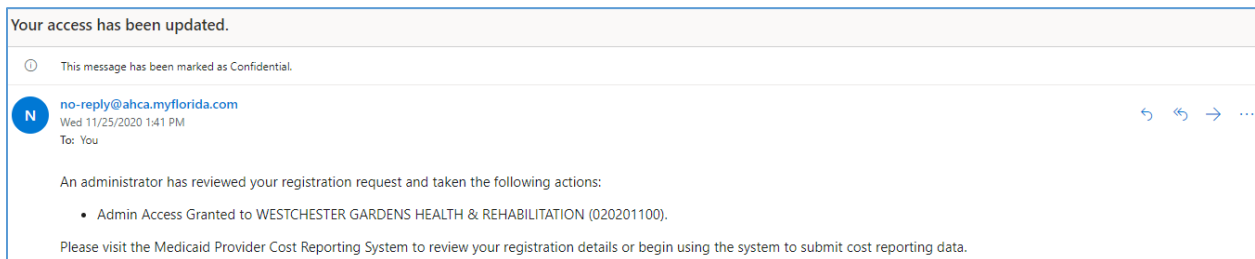 Your access has been updated.
This message has been marked as Confidential.
N
no-reply@ahca.myflorida.com
Wed 11/25/2020 1:41 PM
To: You
An administrator has reviewed your registration request and taken the following actions:
• Admin Access Granted to WESTCHESTER GARDENS HEALTH & REHABILITATION (020201100).
Please visit the Medicaid Provider Cost Reporting System to review your registration details or begin using the system to submit cost reporting data.